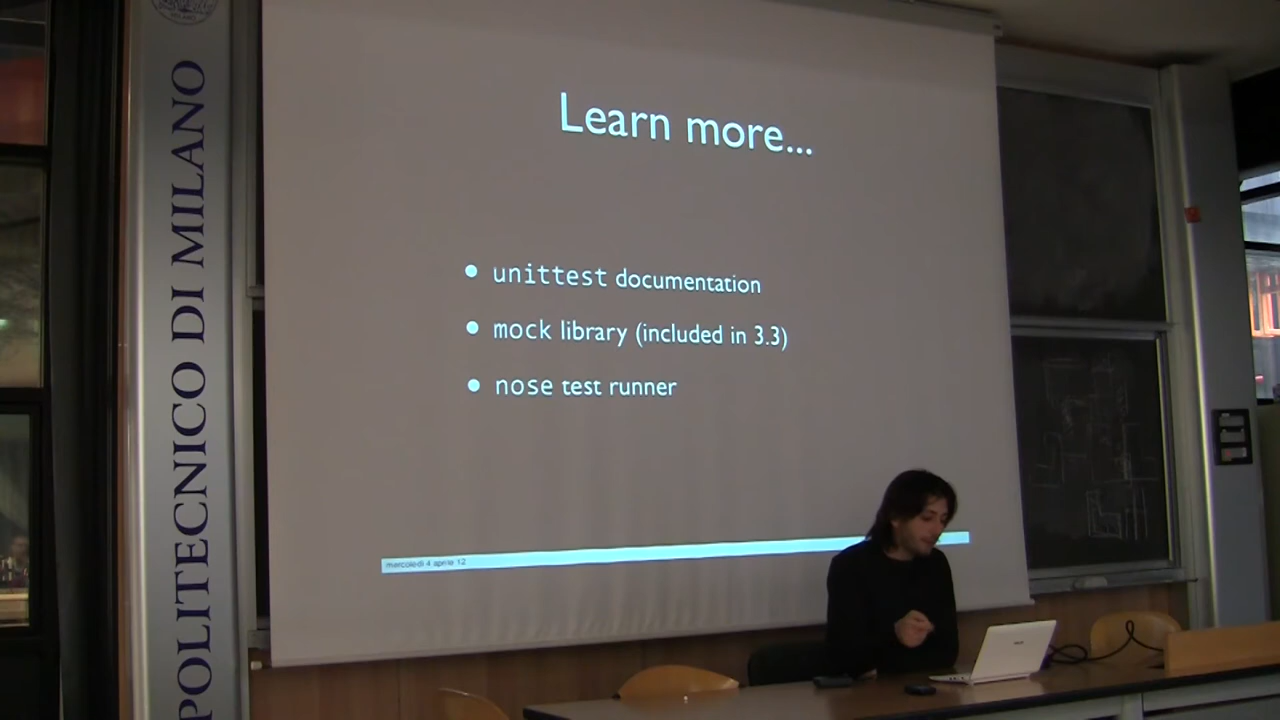 MILANO
POLITECNICO DI MILANO
Learn more...
unittest documentation
mock library (included in 3.3)
nose test runner
mercoledì 4 aprile 12